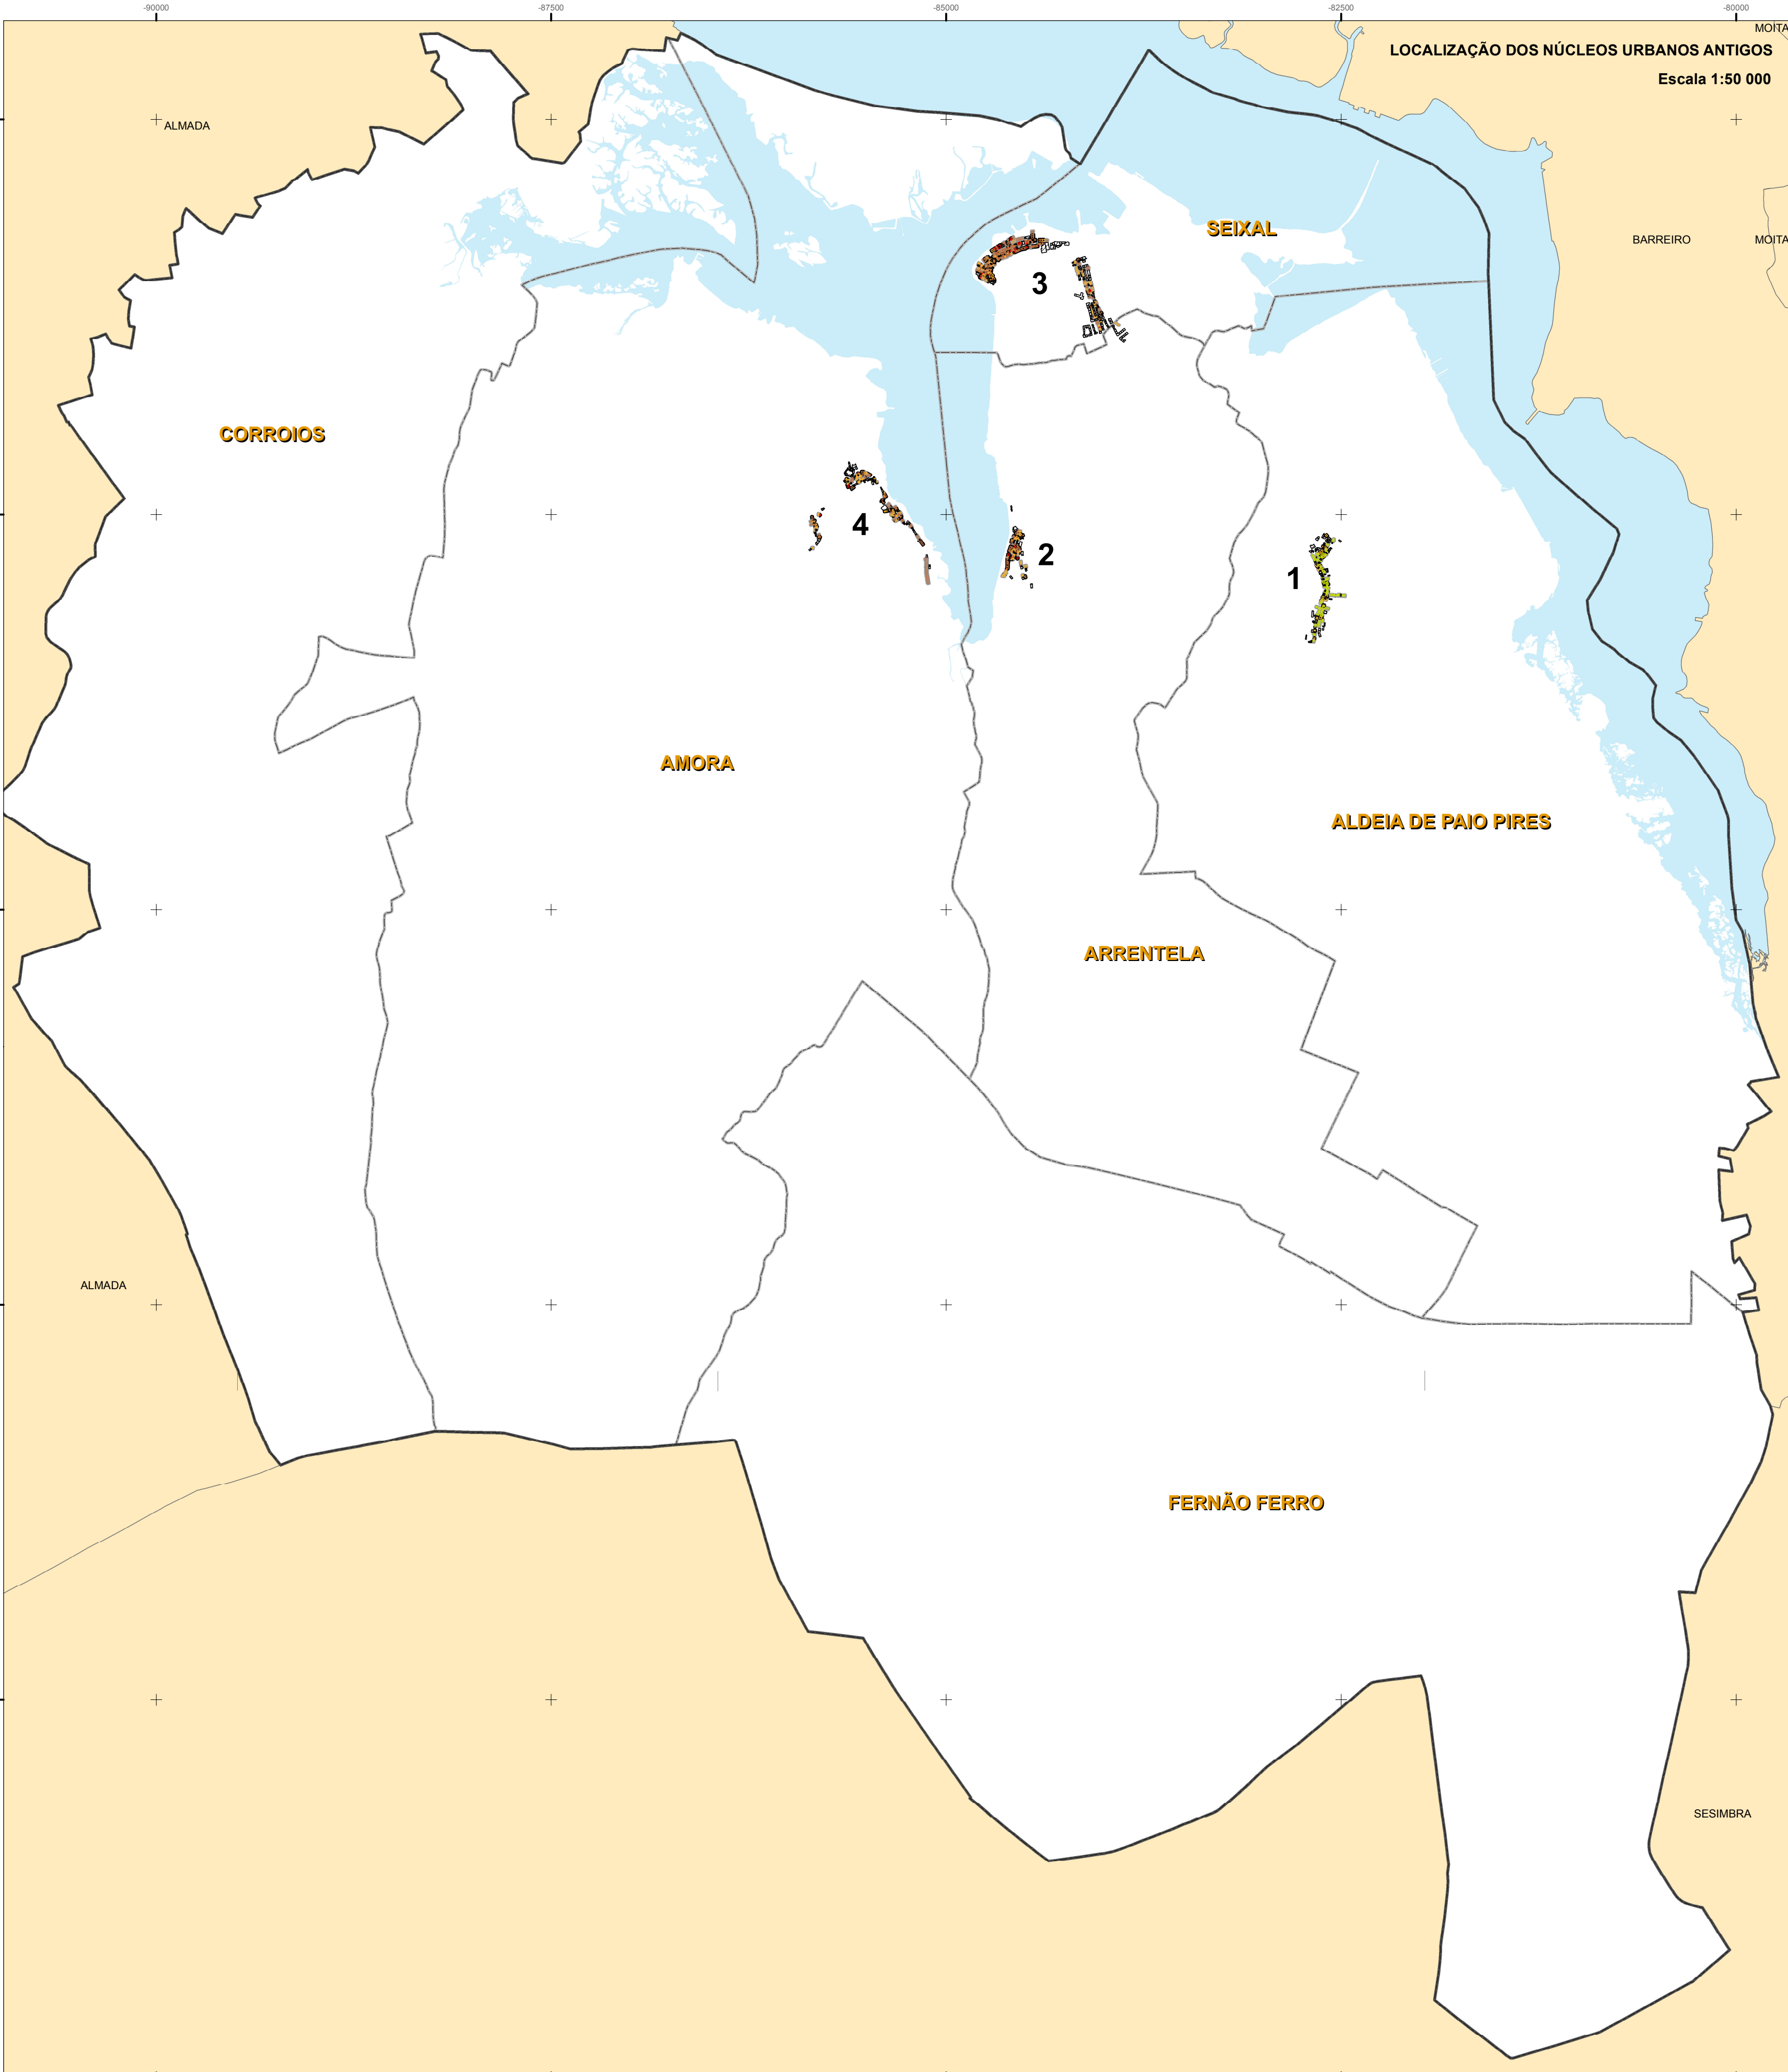 -90000
-87500
-85000
-82500
-80000
MOITA
LOCALIZAÇÃO DOS NÚCLEOS URBANOS ANTIGOS
Escala 1:50 000
ALMADA
SEIXAL
BARREIRO
MOITA
3
CORROIOS
4
2
1
AMORA
ALDEIA DE PAIO PIRES
ARRENTELA
ALMADA
FERNÃO FERRO
SESIMBRA